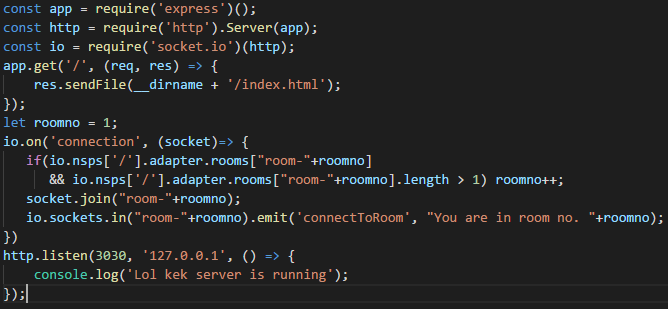 const app = require('express')();
const http = require('http').Server(app);
const io = require('socket.io')(http);
app.get('/', (req, res) => {
    res.sendFile(__dirname + '/index.html');
});
let roomno = 1;
io.on('connection', (socket)=> {
   if(io.nsps['/'].adapter.rooms["room-"+roomno]
      && io.nsps['/'].adapter.rooms["room-"+roomno].length > 1) roomno++;
   socket.join("room-"+roomno);
   io.sockets.in("room-"+roomno).emit('connectToRoom', "You are in room no. "+roomno);
})
http.listen(3030, '127.0.0.1', () => {
    console.log('Lol kek server is running');
});